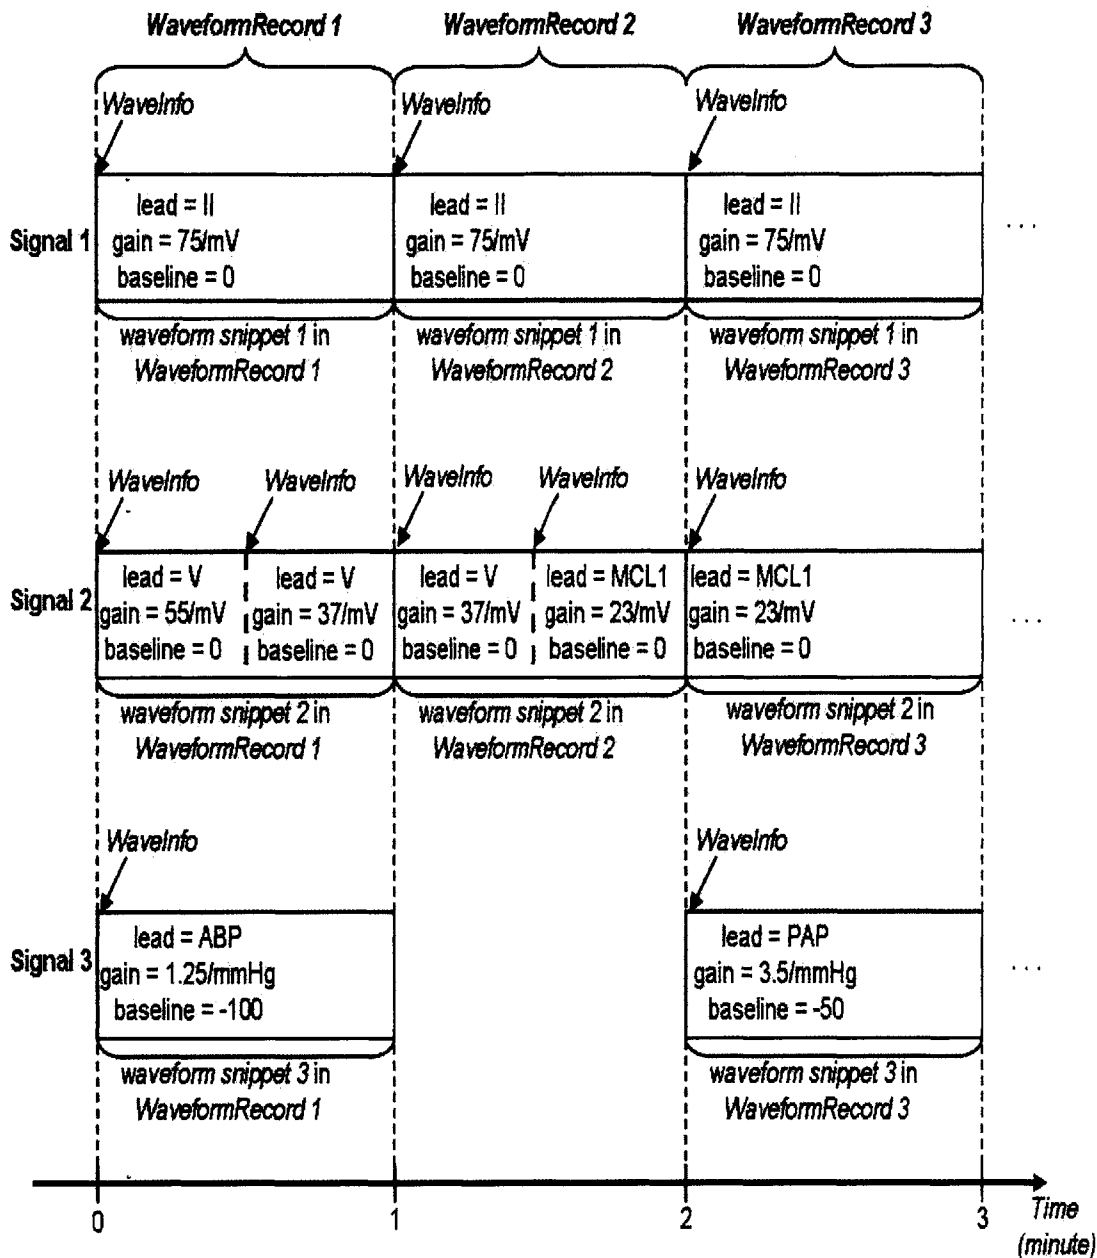 WaveformRecord 1 WaveformRecord 2 WaveformRecord 3
WaveInfo WaveInfo WaveInfo
Signal 1
lead = II
gain = 75/mV
baseline = 0
lead = II
gain = 75/mV
baseline = 0
lead = II
gain = 75/mV
baseline = 0
...
waveform snippet 1 in
WaveformRecord 1
waveform snippet 1 in
WaveformRecord 2
waveform snippet 1 in
WaveformRecord 3
WaveInfo WaveInfo WaveInfo WaveInfo WaveInfo
Signal 2
lead = V
gain = 55/mV
baseline = 0
lead = V
gain = 37/mV
baseline = 0
lead = V
gain = 37/mV
baseline = 0
lead = MCL1
gain = 23/mV
baseline = 0
lead = MCL1
gain = 23/mV
baseline = 0
...
waveform snippet 2 in
WaveformRecord 1
waveform snippet 2 in
WaveformRecord 2
waveform snippet 2 in
WaveformRecord 3
WaveInfo WaveInfo
Signal 3
lead = ABP
gain = 1.25/mmHg
baseline = -100
lead = PAP
gain = 3.5/mmHg
baseline = -50
...
waveform snippet 3 in
WaveformRecord 1
waveform snippet 3 in
WaveformRecord 3
0 1 2 3
Time
(minute)